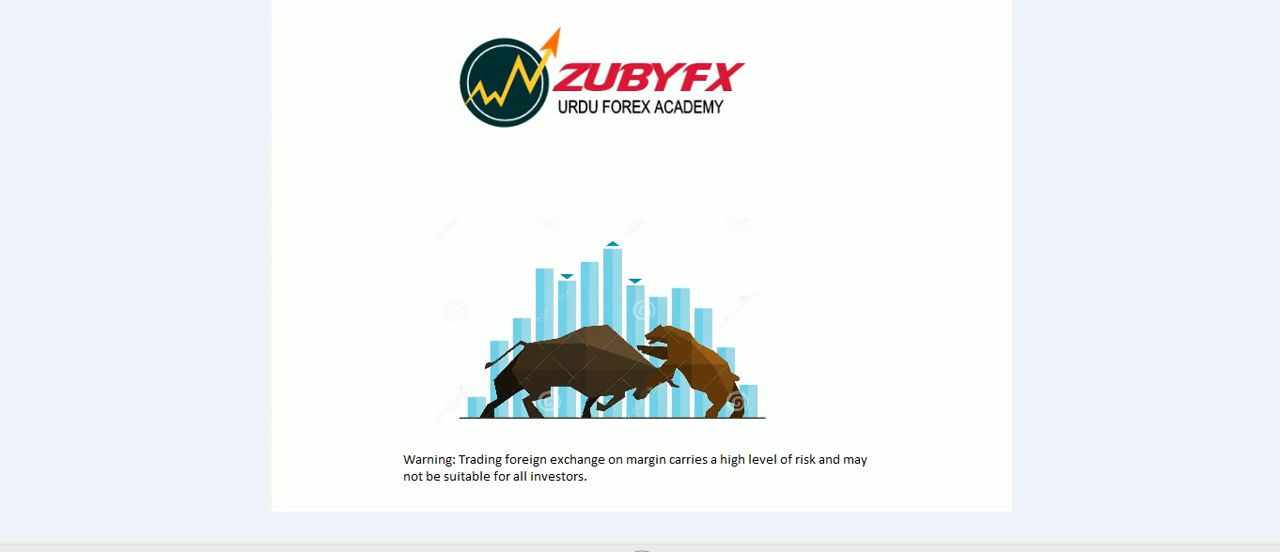 ZUBYFX
URDU FOREX ACADEMY
Warning: Trading foreign exchange on margin carries a high level of risk and may
not be suitable for all investors.